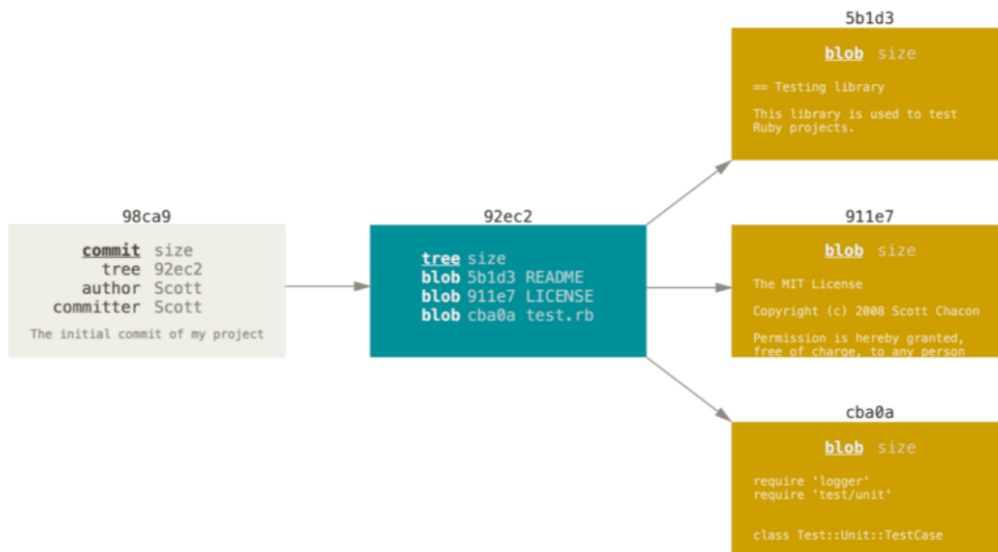 98ca9
commit size
tree 92ec2
author Scott
committer Scott
The initial commit of my project
92ec2
tree size
blob 5b1d3 README
blob 911e7 LICENSE
blob cba0a test.rb
5b1d3
blob size
== Testing library
This library is used to test
Ruby projects.
911e7
blob size
The MIT License
Copyright (c) 2008 Scott Chacon
Permission is hereby granted,
free of charge, to any person
cba0a
blob size
require 'logger'
require 'test/unit'
class Test::Unit::TestCase